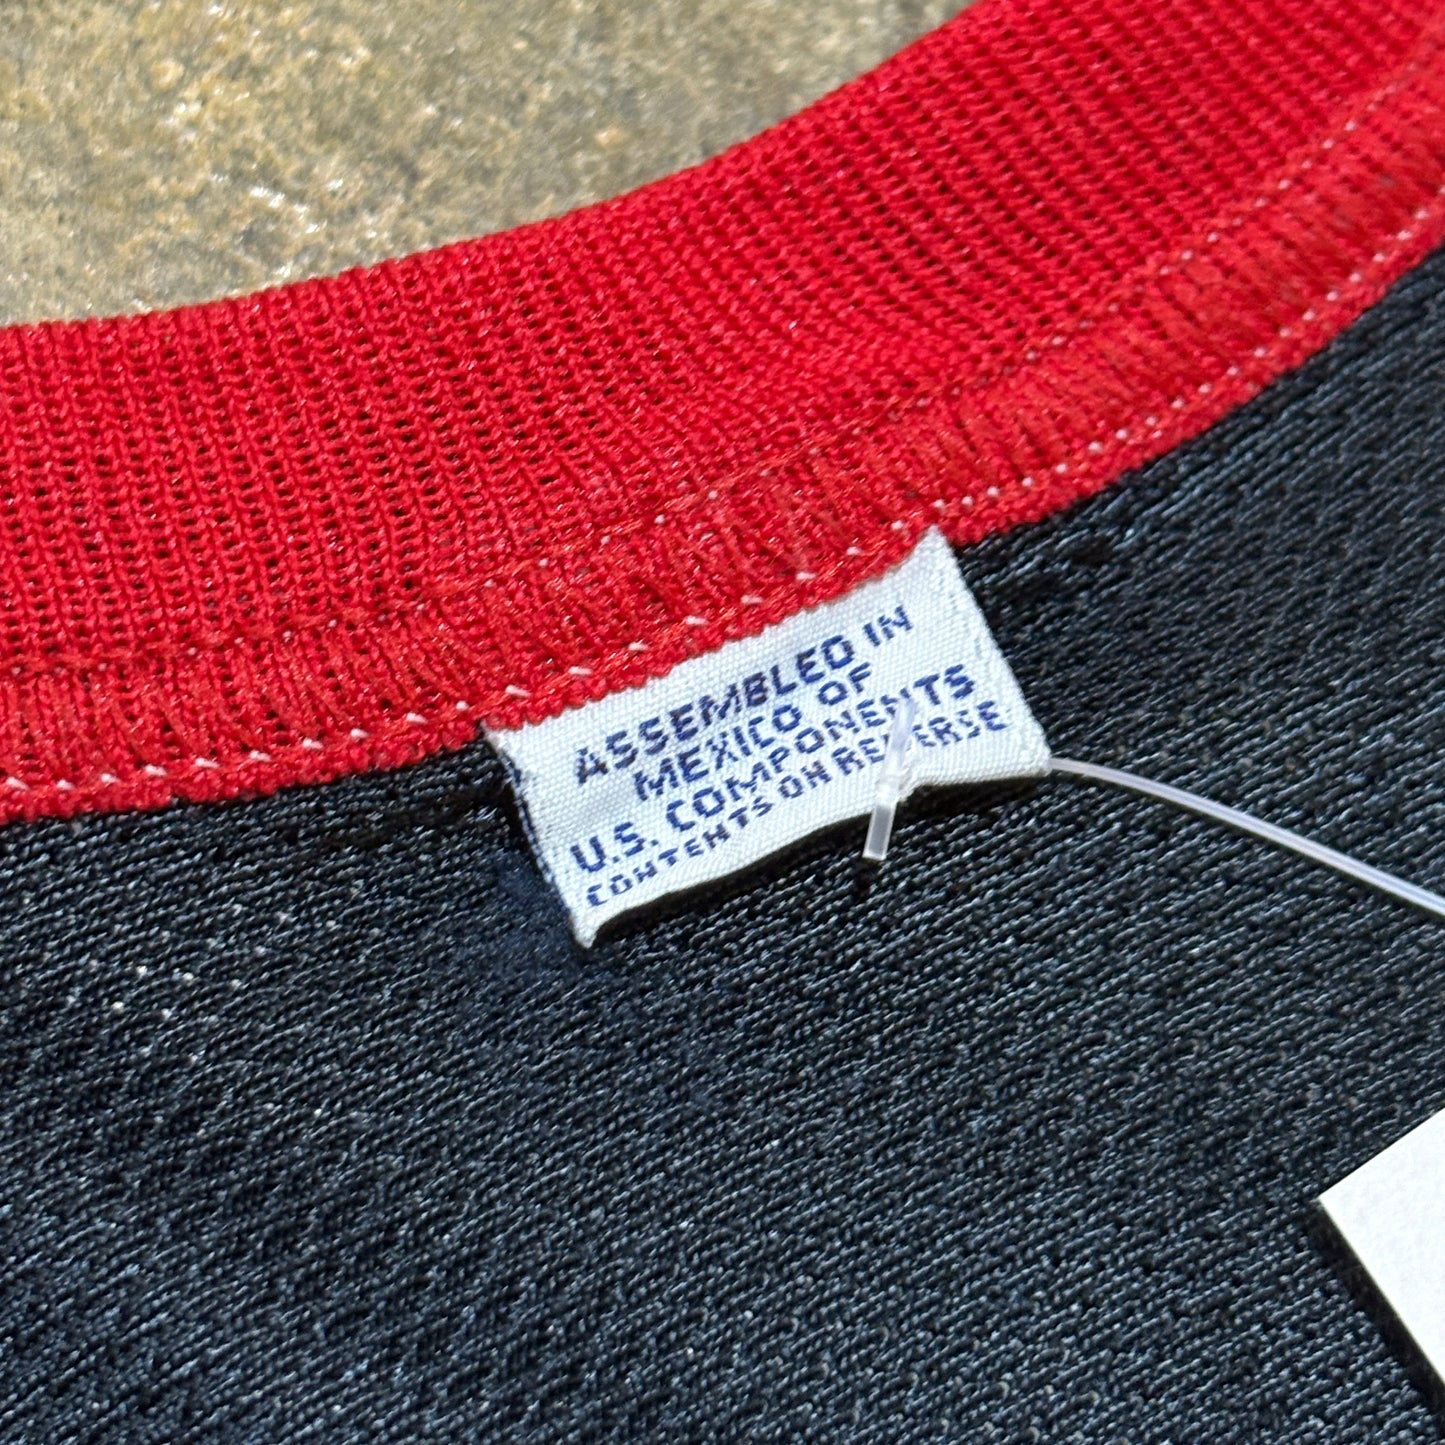 ASSEMBLED IN
MEXICO OF
U.S. COMPONENTS
CONTENTS ON REVERSE